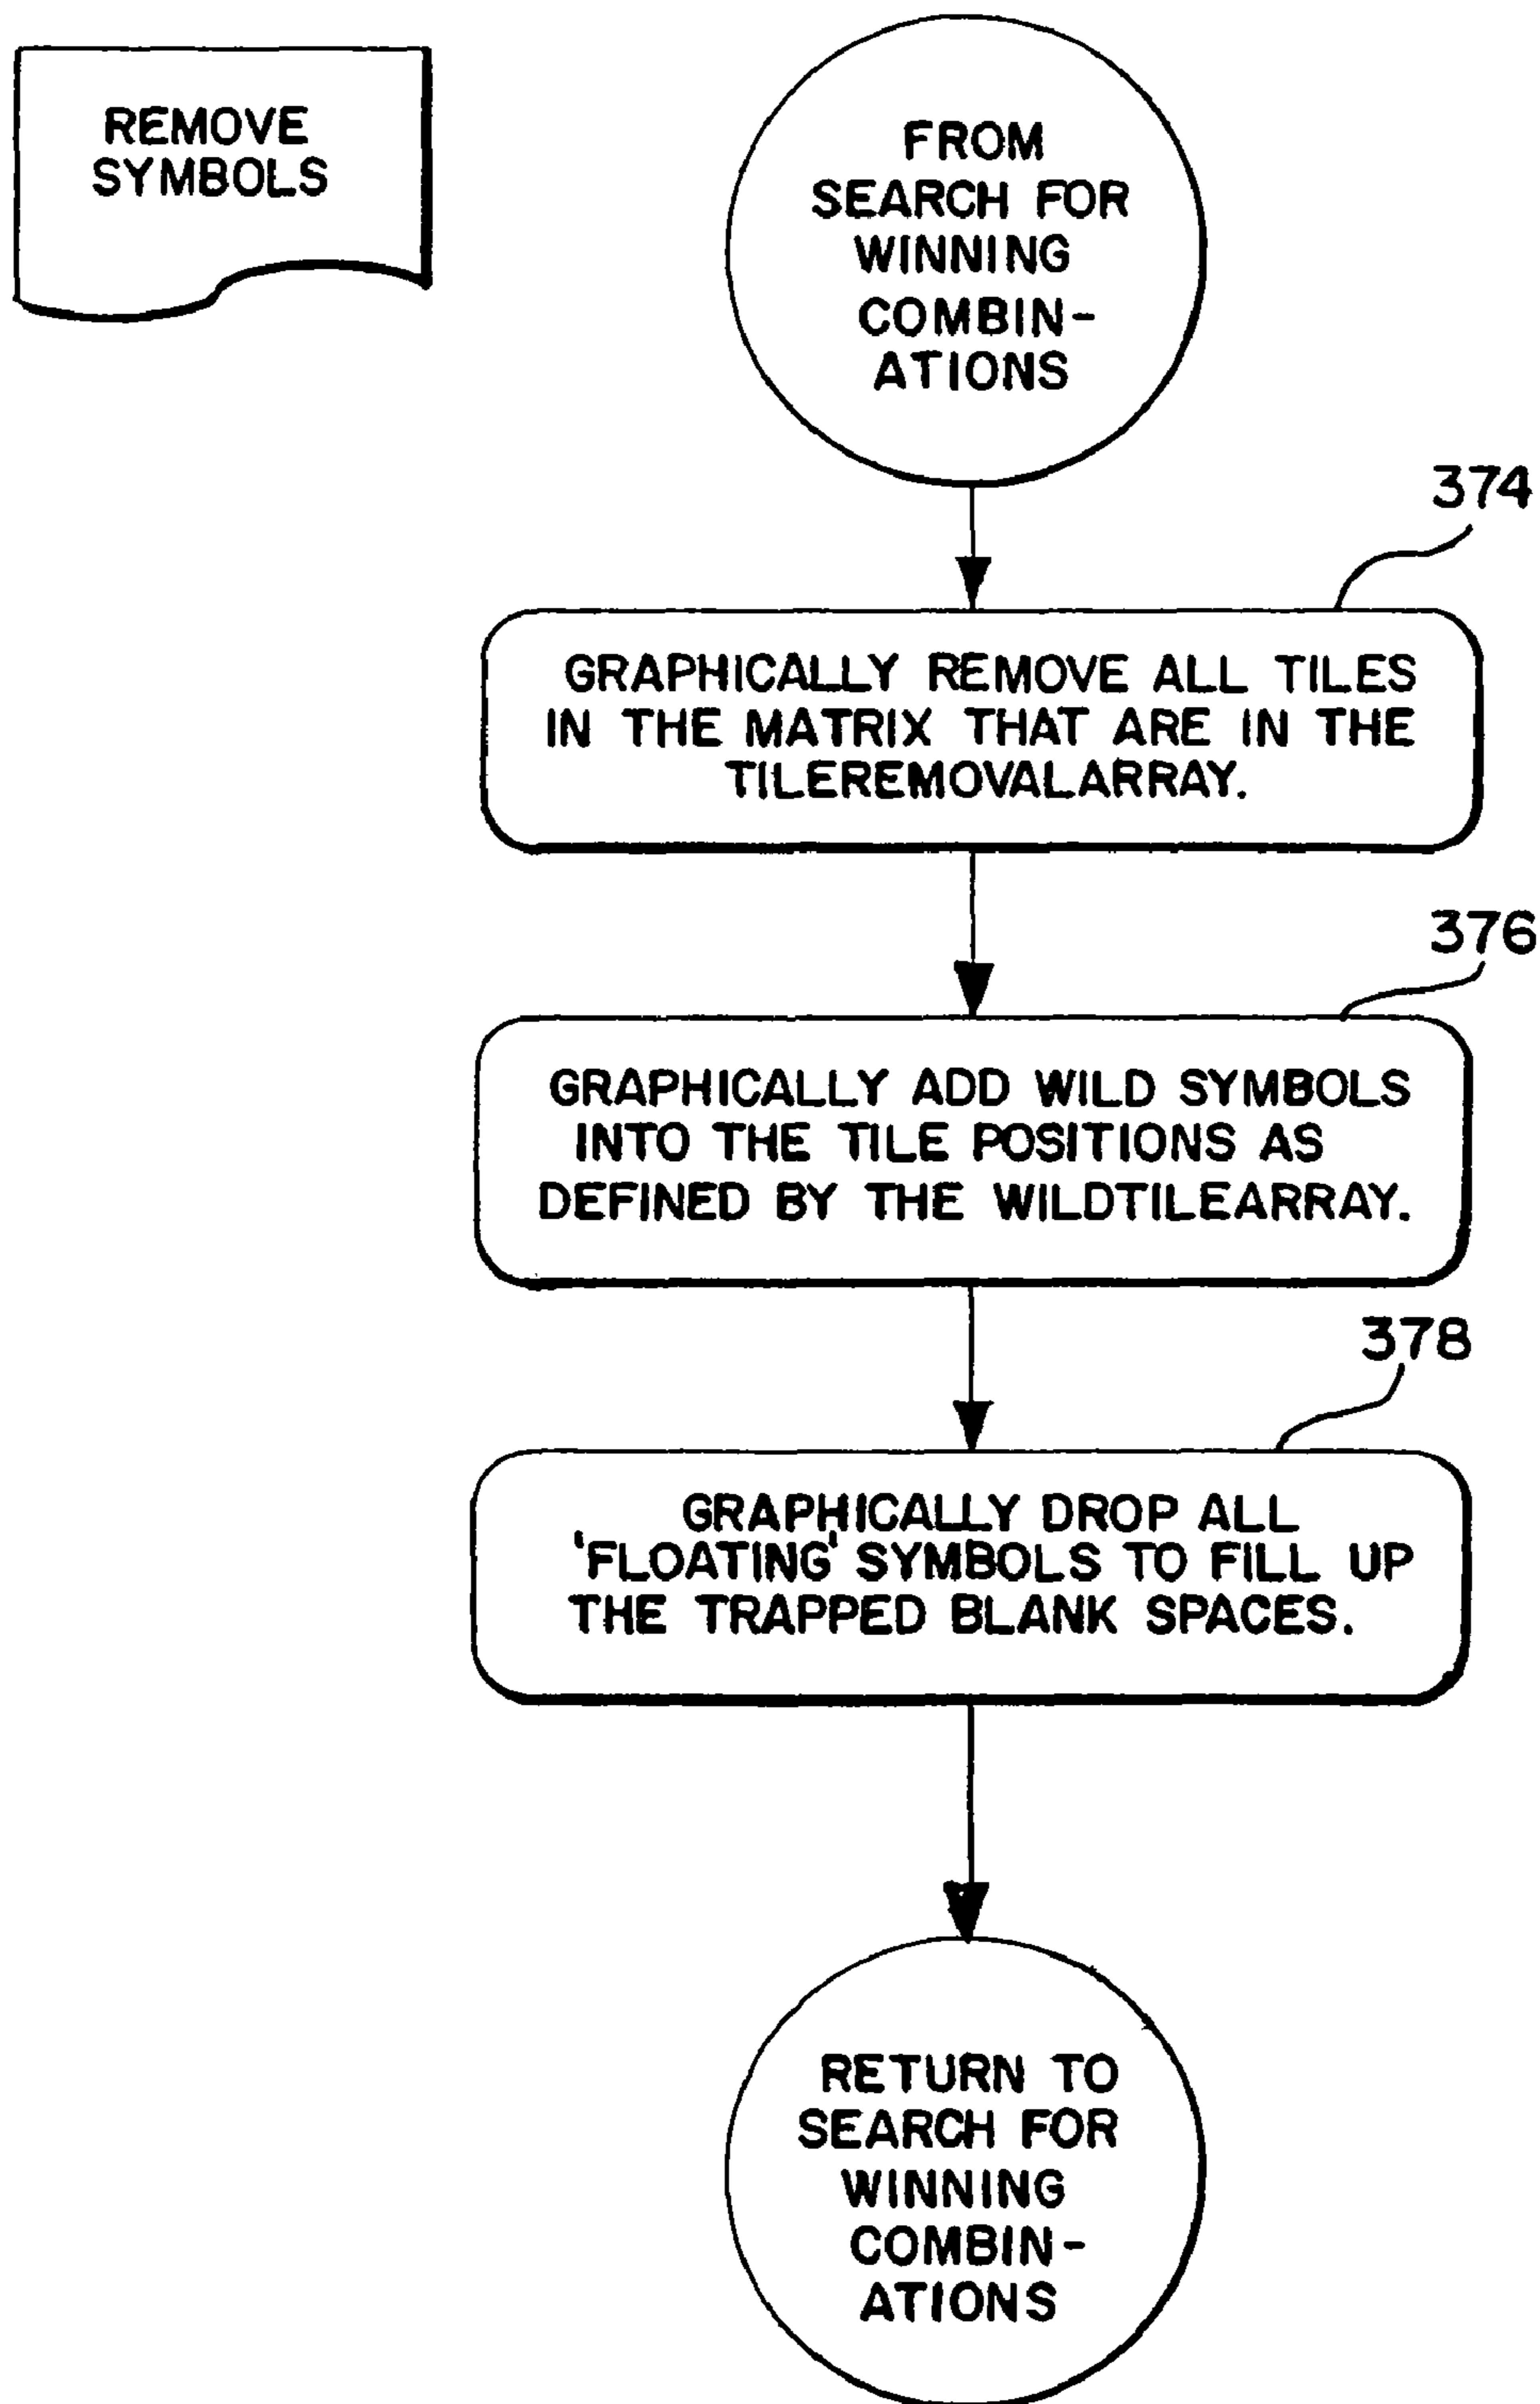 REMOVE
SYMBOLS
FROM
SEARCH FOR
WINNING
COMBIN-
ATIONS
374
GRAPHICALLY REMOVE ALL TILES
IN THE MATRIX THAT ARE IN THE
TILEREMOVALARRAY.
376
GRAPHICALLY ADD WILD SYMBOLS
INTO THE TILE POSITIONS AS
DEFINED BY THE WILDTILEARRAY.
378
GRAPHICALLY DROP ALL
'FLOATING' SYMBOLS TO FILL UP
THE TRAPPED BLANK SPACES.
RETURN TO
SEARCH FOR
WINNING
COMBIN-
ATIONS